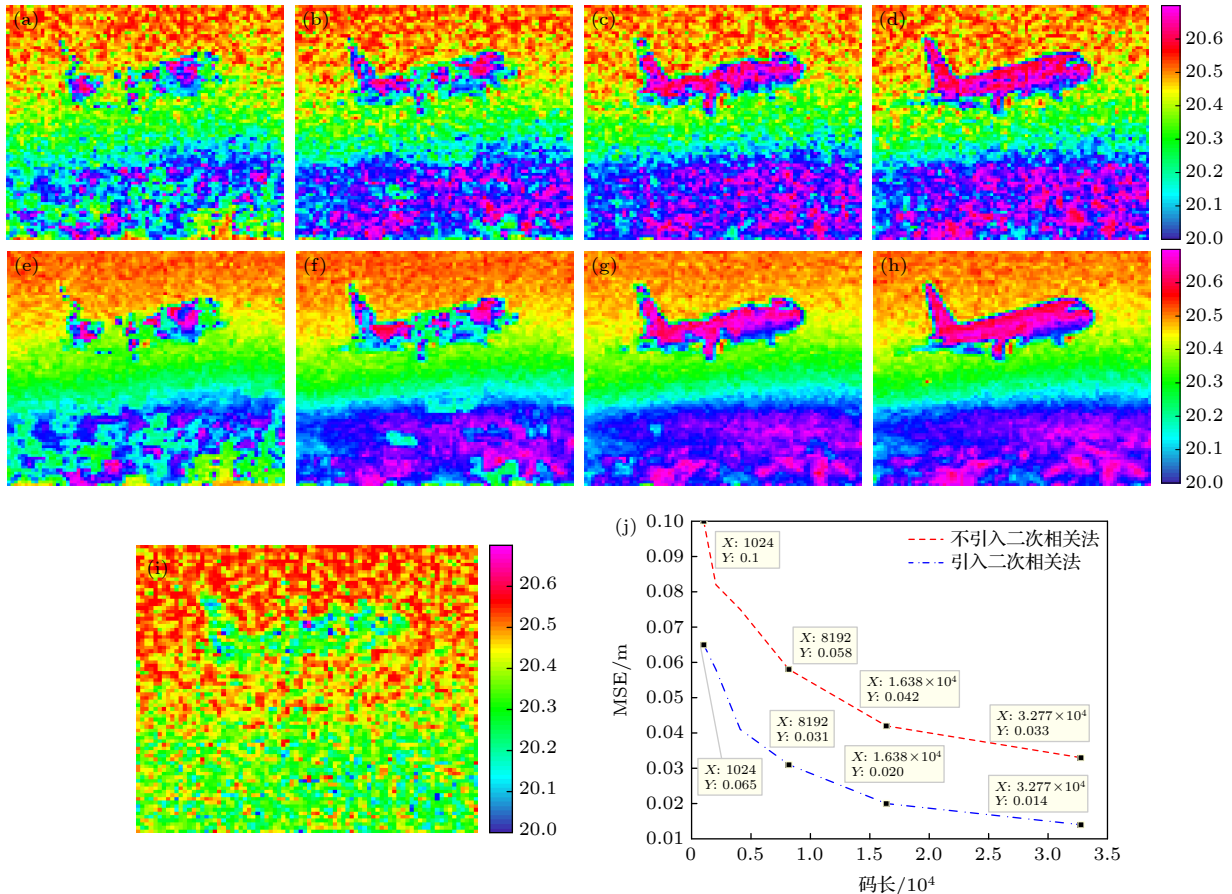 (a)
(b)
(c)
(d)
20.6
20.5
20.4
20.3
20.2
20.1
20.0
(e)
(f)
(g)
(h)
20.6
20.5
20.4
20.3
20.2
20.1
20.0
(i)
20.6
20.5
20.4
20.3
20.2
20.1
20.0
(j)
0.10
0.09
0.08
0.07
0.06
0.05
0.04
0.03
0.02
0.01
MSE/m
X: 1024
Y: 0.1
不引入二次相关法
引入二次相关法
X: 8192
Y: 0.058
X: 1.638×10⁴
Y: 0.042
X: 3.277×10⁴
Y: 0.033
X: 8192
Y: 0.031
X: 1.638×10⁴
Y: 0.020
X: 1024
Y: 0.065
X: 3.277×10⁴
Y: 0.014
0 0.5 1.0 1.5 2.0 2.5 3.0 3.5
码长/10⁴